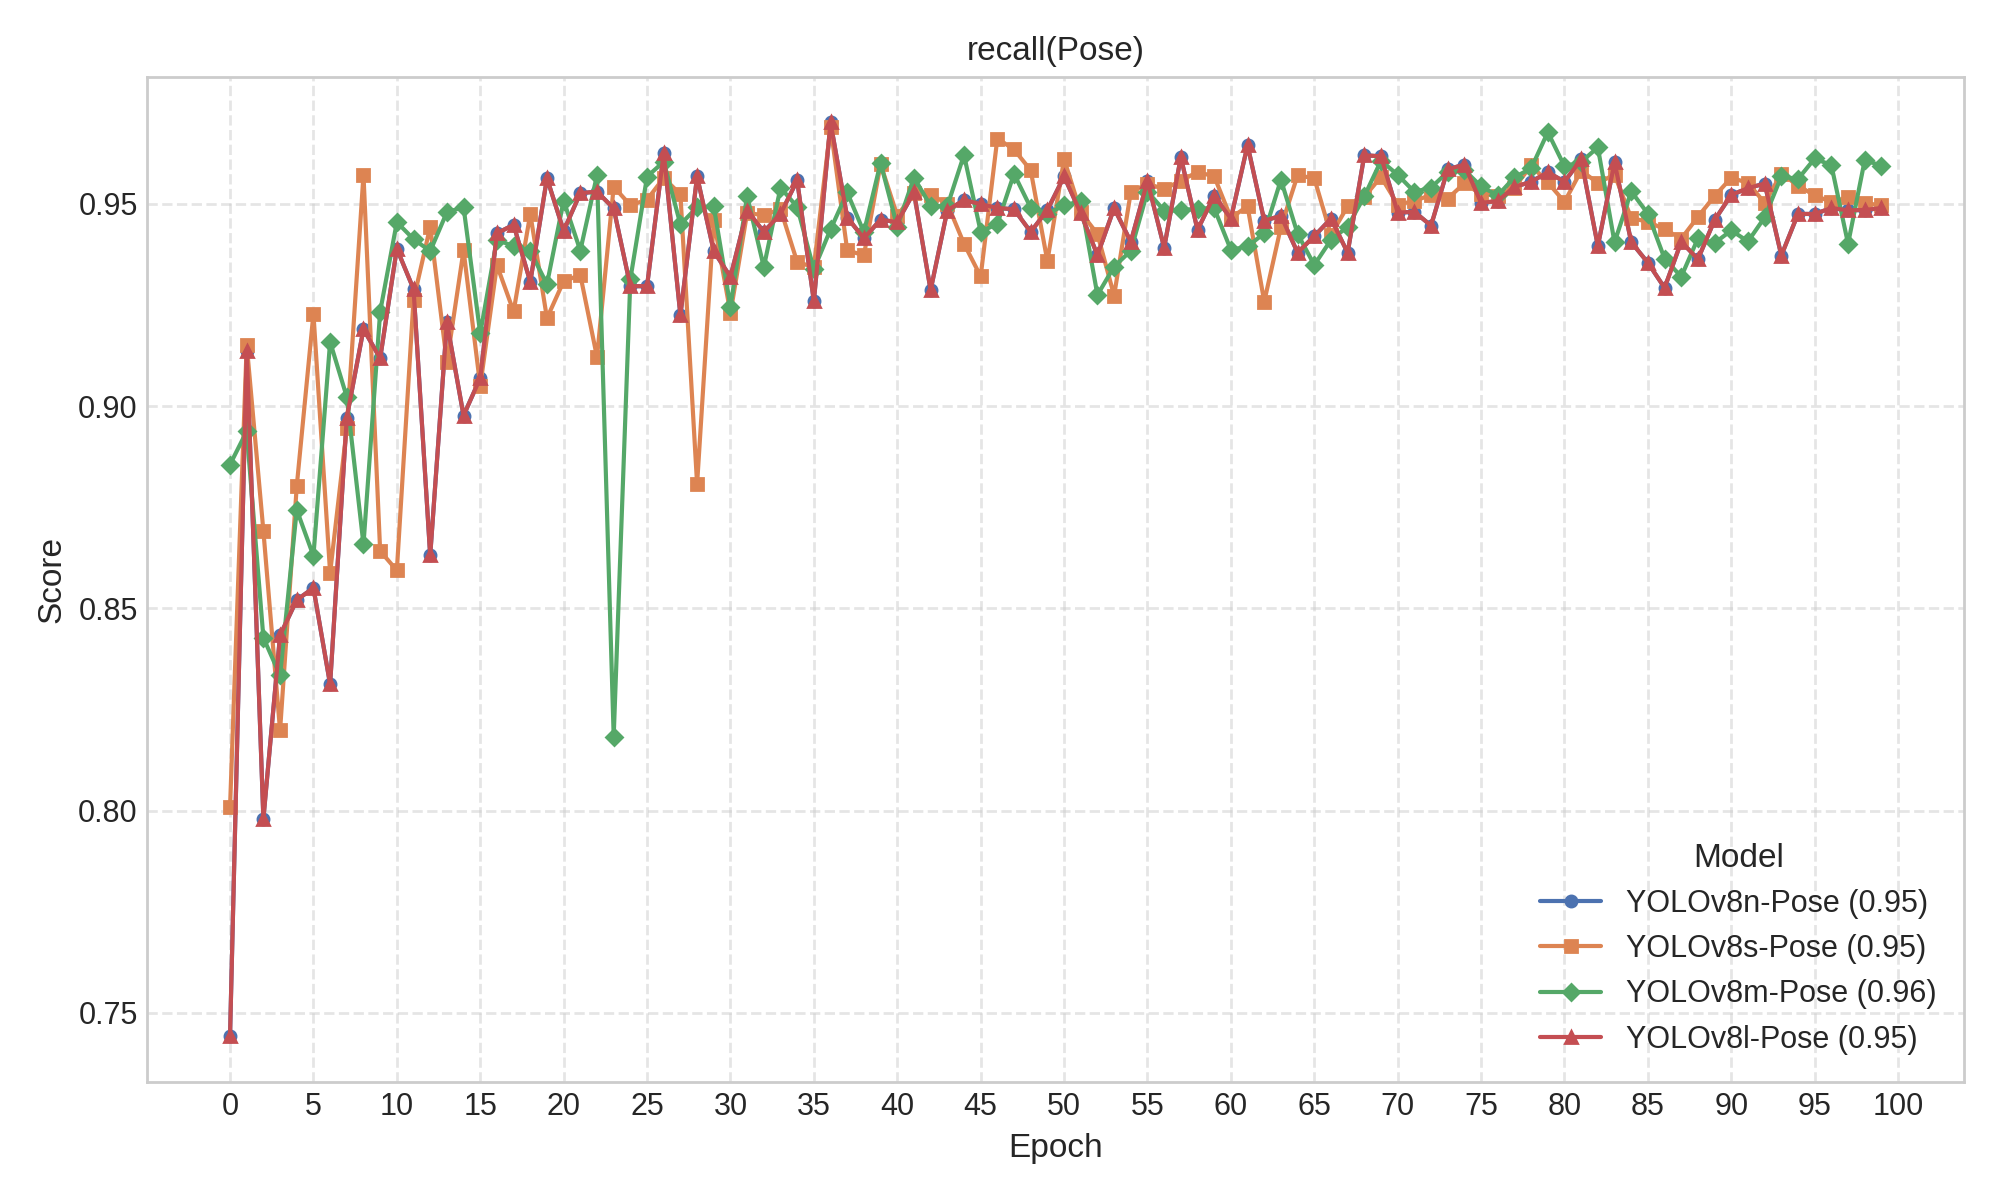 recall(Pose)
Score
0.95
0.90
0.85
0.80
0.75
Model
YOLOv8n-Pose (0.95)
YOLOv8s-Pose (0.95)
YOLOv8m-Pose (0.96)
YOLOv8l-Pose (0.95)
0 5 10 15 20 25 30 35 40 45 50 55 60 65 70 75 80 85 90 95 100
Epoch